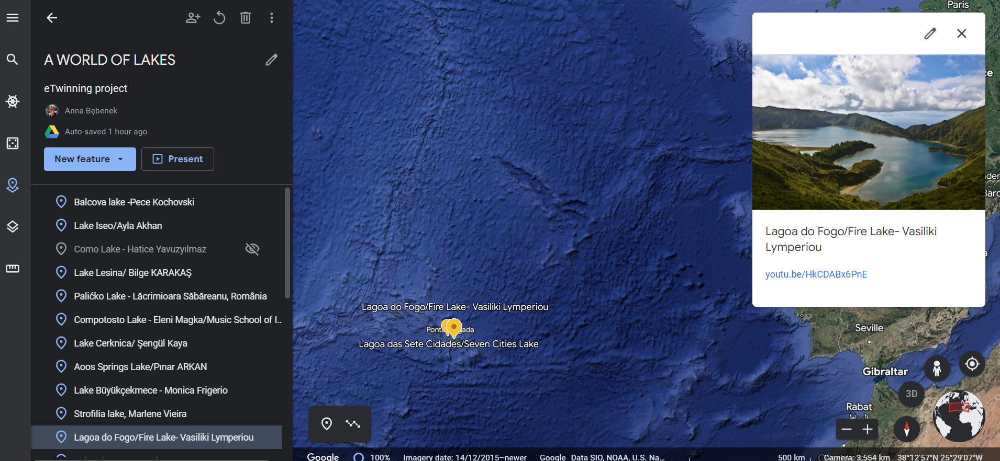 A WORLD OF LAKES
eTwinning project
Anna Bębenek
Auto-saved 1 hour ago
New feature
Present
Balcova lake -Pece Kochovski
Lake Iseo/Ayla Akhan
Como Lake - Hatice Yavuzyılmaz
Lake Lesina/ Bilge KARAKAŞ
Palićko Lake - Lăcrimioara Săbăreanu, România
Compotosto Lake - Eleni Magka/Music School of I...
Lake Cerknica/ Şengül Kaya
Aoos Springs Lake/Pınar ARKAN
Lake Büyükçekmece - Monica Frigerio
Strofilia lake, Marlene Vieira
Lagoa do Fogo/Fire Lake- Vasiliki Lymperiou
Paris
Lagoa do Fogo/Fire Lake- Vasiliki
Lymperiou
youtu.be/HkCDABx6PnE
Lagoa do Fogo/Fire Lake- Vasiliki Lymperiou
Lagoa das Sete Cidades/Seven Cities Lake
Seville
Gibraltar
3D
Rabat
الرباط
Google
100%
Imagery date: 14/12/2015–newer
Google Data SIO, NOAA, U.S. Na...
500 km
Camera: 3,554 km
38°12'57"N 25°29'07"W